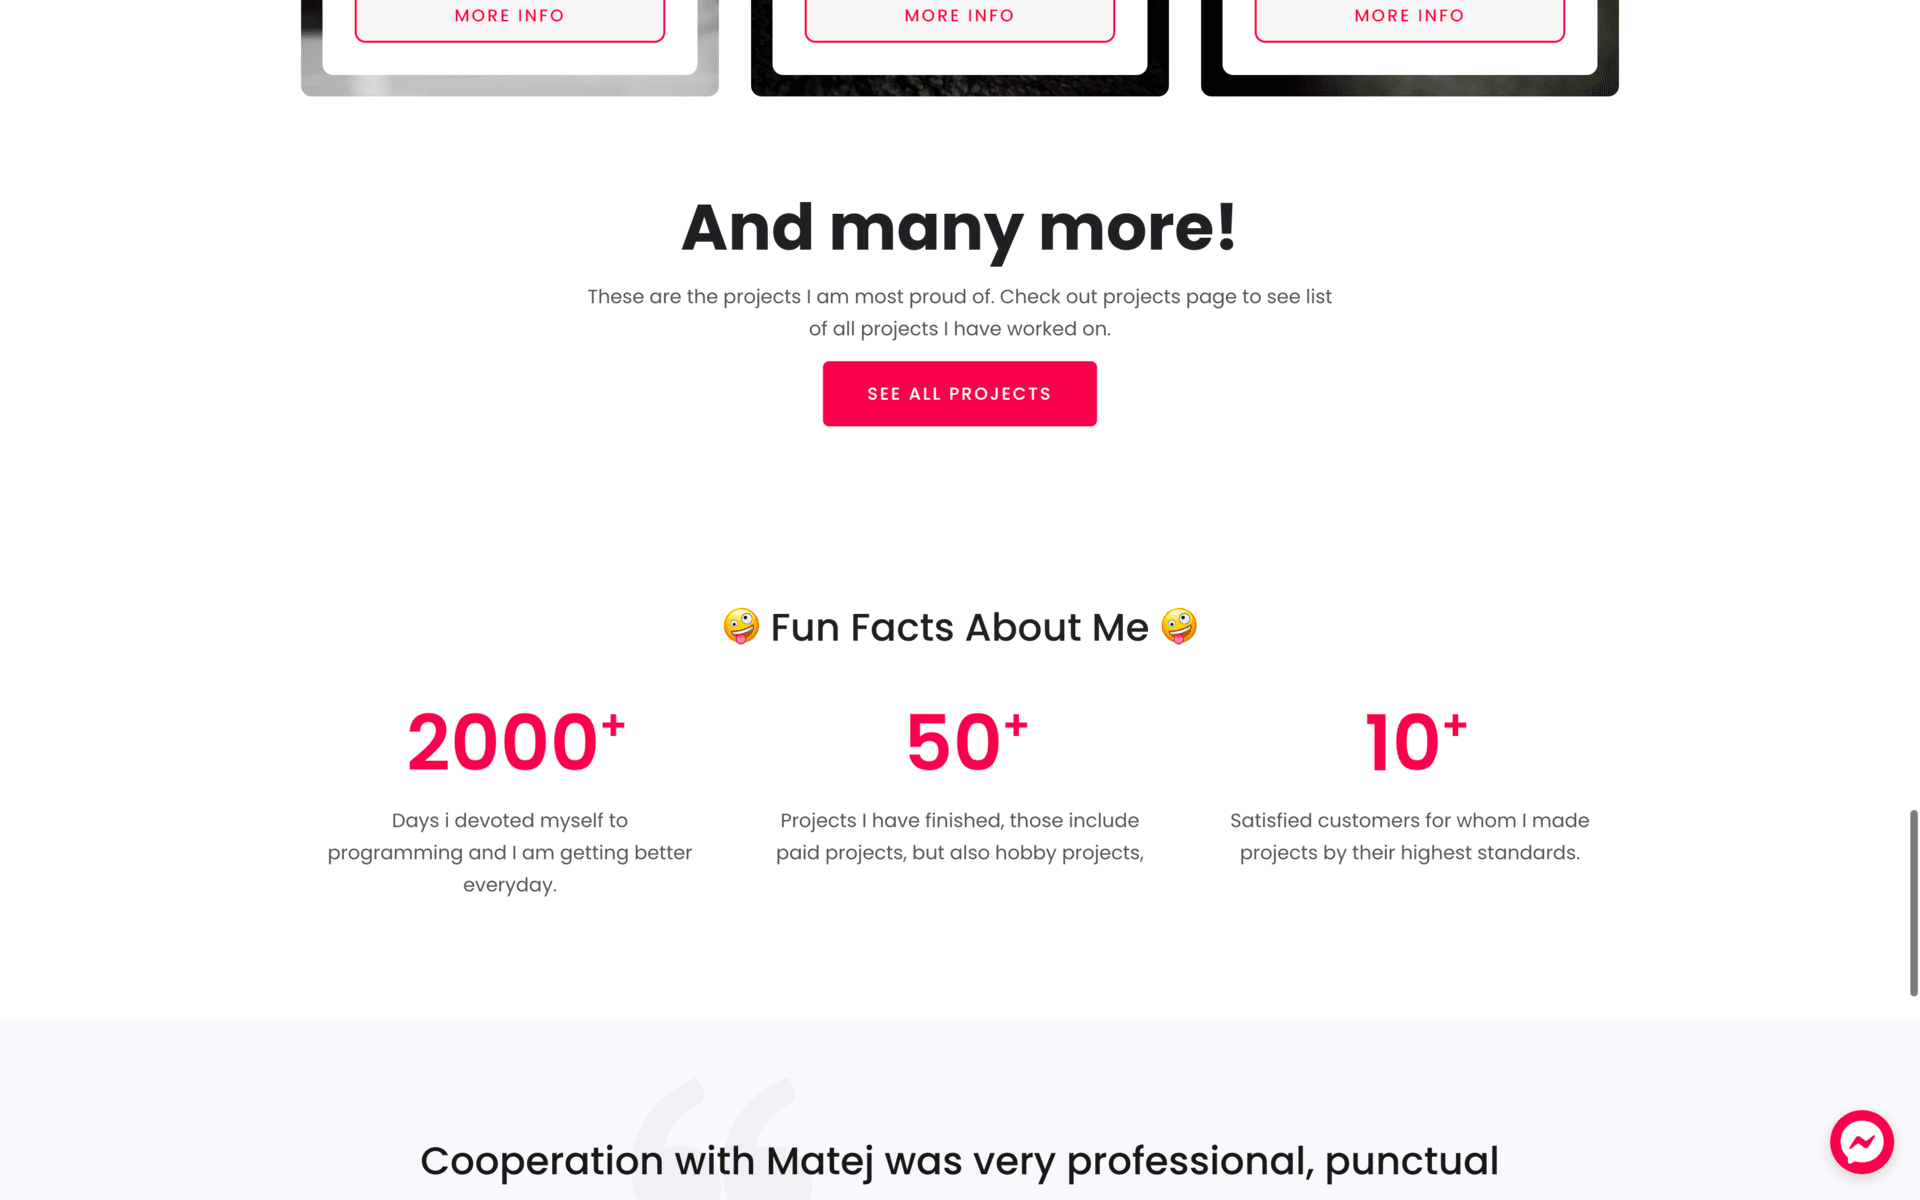 MORE INFO
MORE INFO
MORE INFO
And many more!
These are the projects I am most proud of. Check out projects page to see list
of all projects I have worked on.
SEE ALL PROJECTS
🤪 Fun Facts About Me 🤪
2000+
50+
10+
Days i devoted myself to
programming and I am getting better
everyday.
Projects I have finished, those include
paid projects, but also hobby projects,
Satisfied customers for whom I made
projects by their highest standards.
“
Cooperation with Matej was very professional, punctual